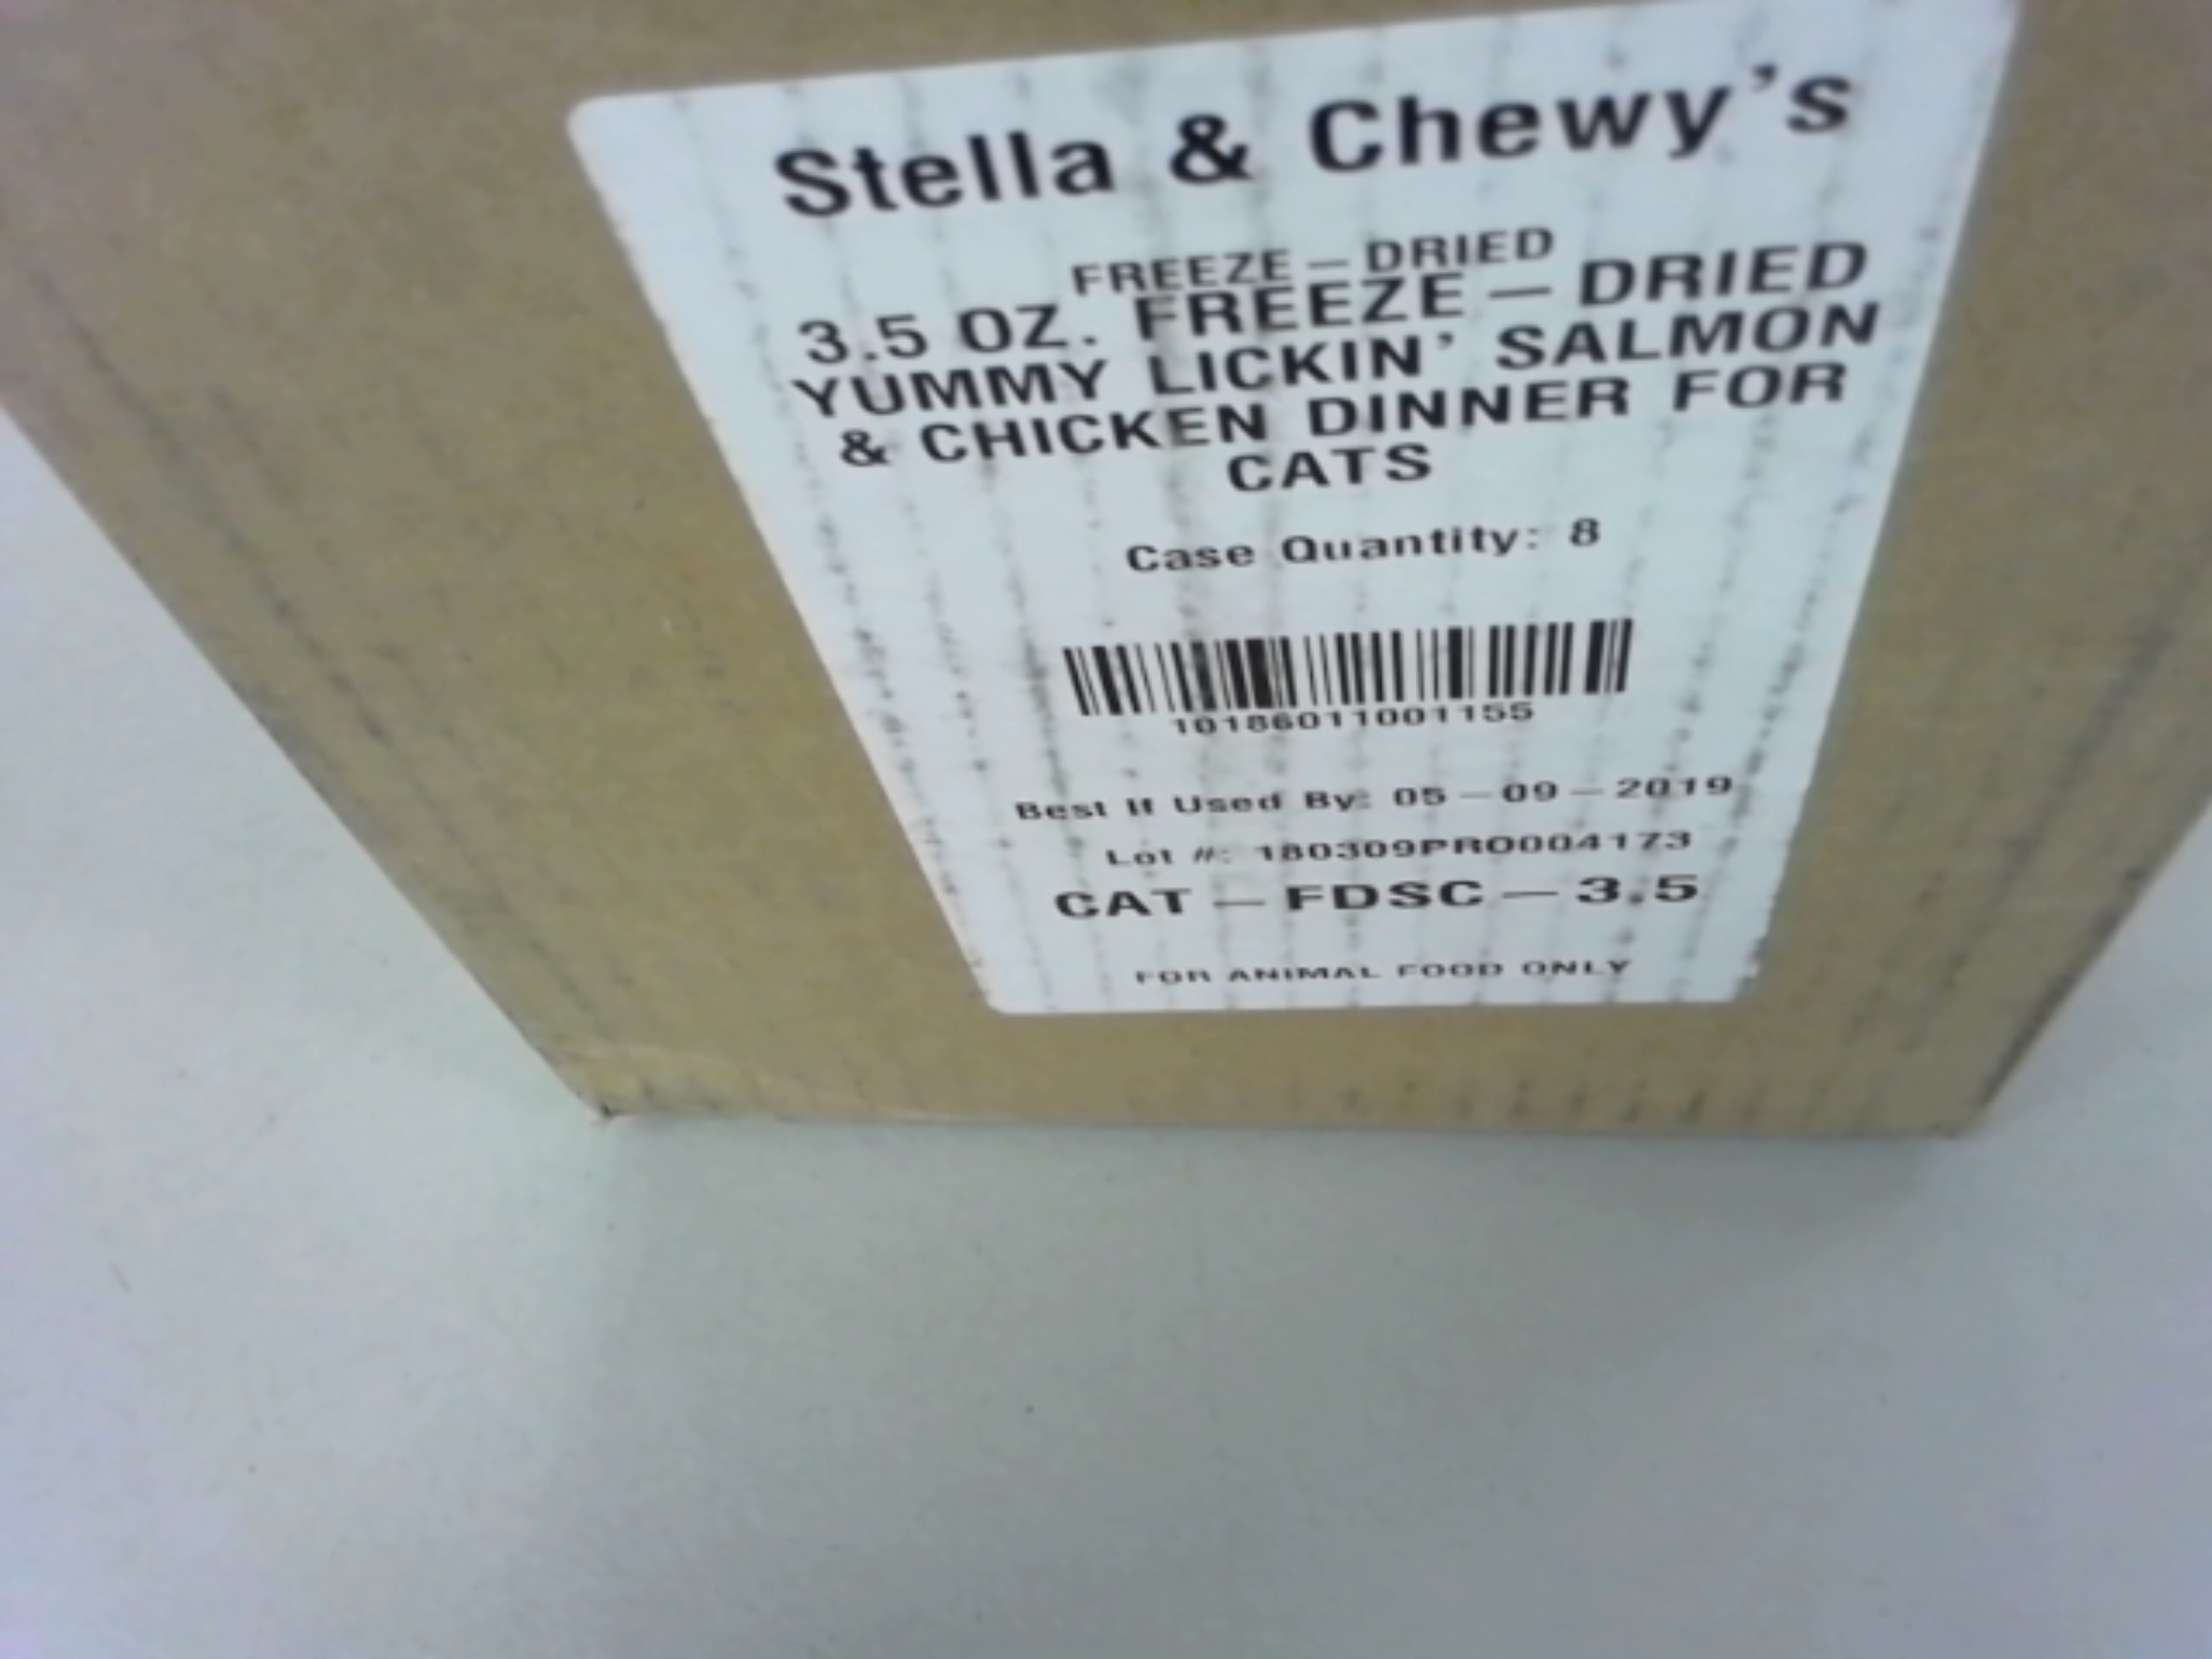 Stella & Chewy's
FREEZE-DRIED
3.5 OZ. FREEZE-DRIED
YUMMY LICKIN' SALMON
& CHICKEN DINNER FOR
CATS
Case Quantity: 8
10186011001155
Best If Used By: 05-09-2019
Lot #: 180309PRO004173
CAT-FDSC-3.5
FOR ANIMAL FOOD ONLY